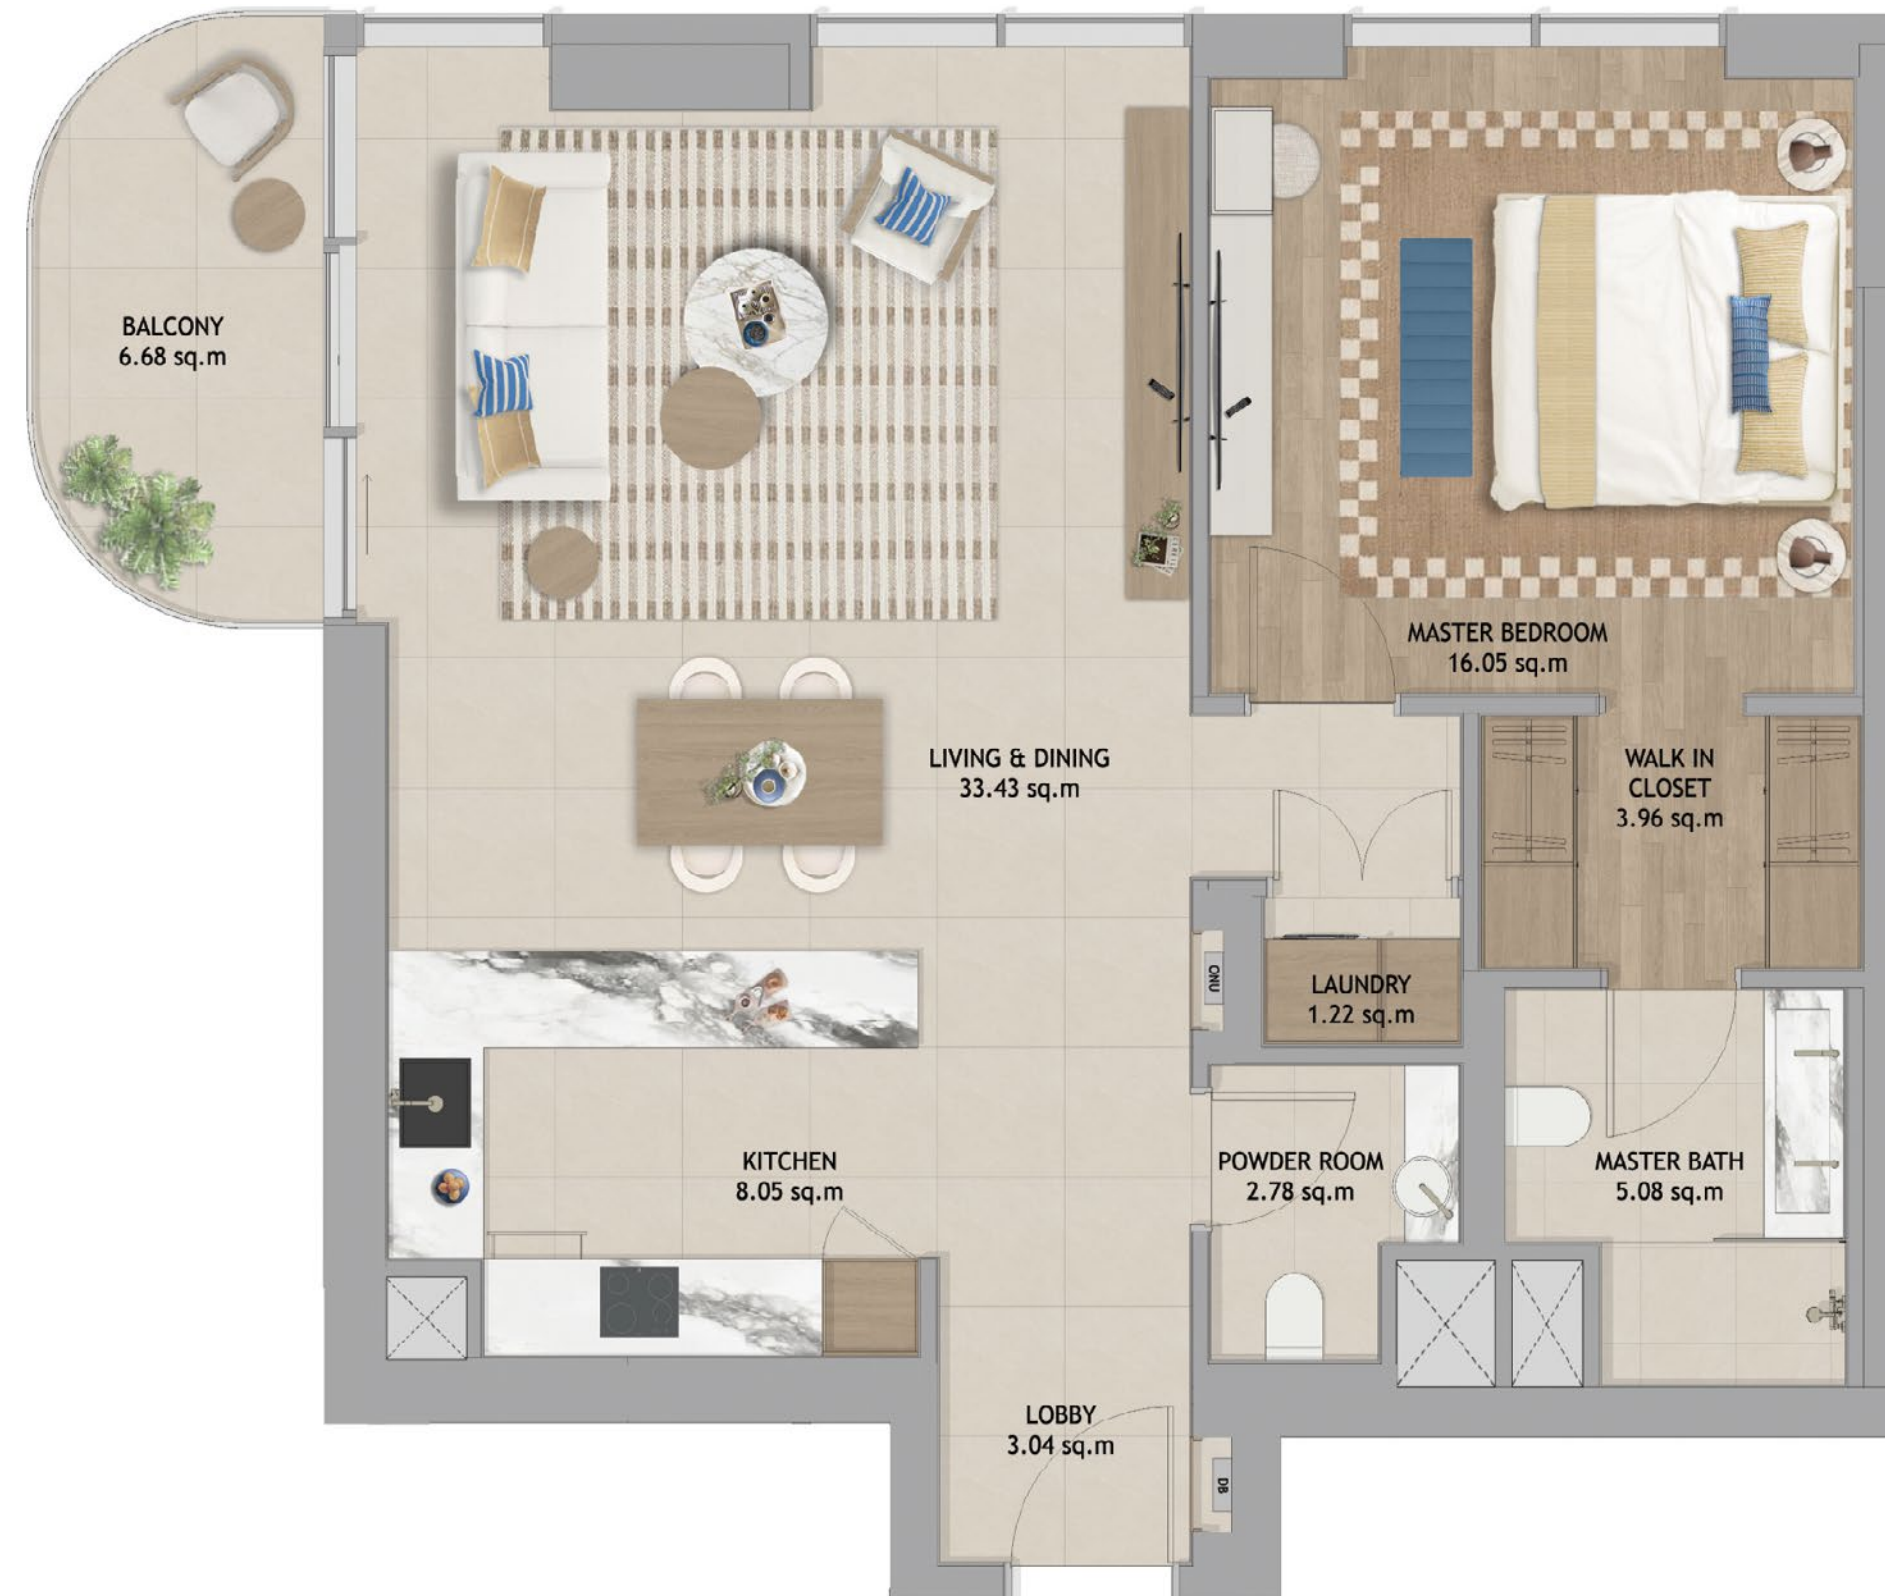 BALCONY
6.68 sq.m
MASTER BEDROOM
16.05 sq.m
LIVING & DINING
33.43 sq.m
WALK IN
CLOSET
3.96 sq.m
ONU
LAUNDRY
1.22 sq.m
KITCHEN
8.05 sq.m
POWDER ROOM
2.78 sq.m
MASTER BATH
5.08 sq.m
LOBBY
3.04 sq.m
DB